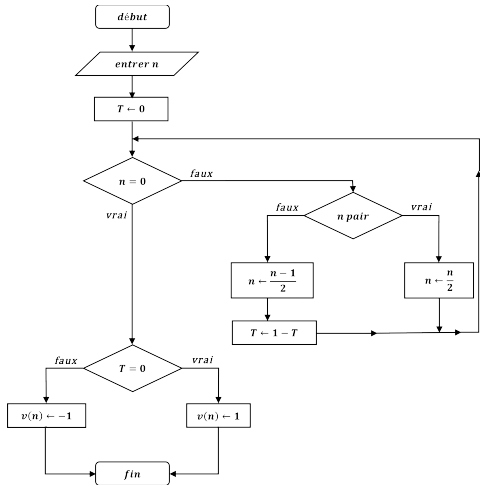 début
entrer n
T ← 0
n = 0
faux
vrai
n pair
faux
vrai
n ← n − 1 / 2
n ← n / 2
T ← 1 − T
T = 0
faux
vrai
v(n) ← −1
v(n) ← 1
fin